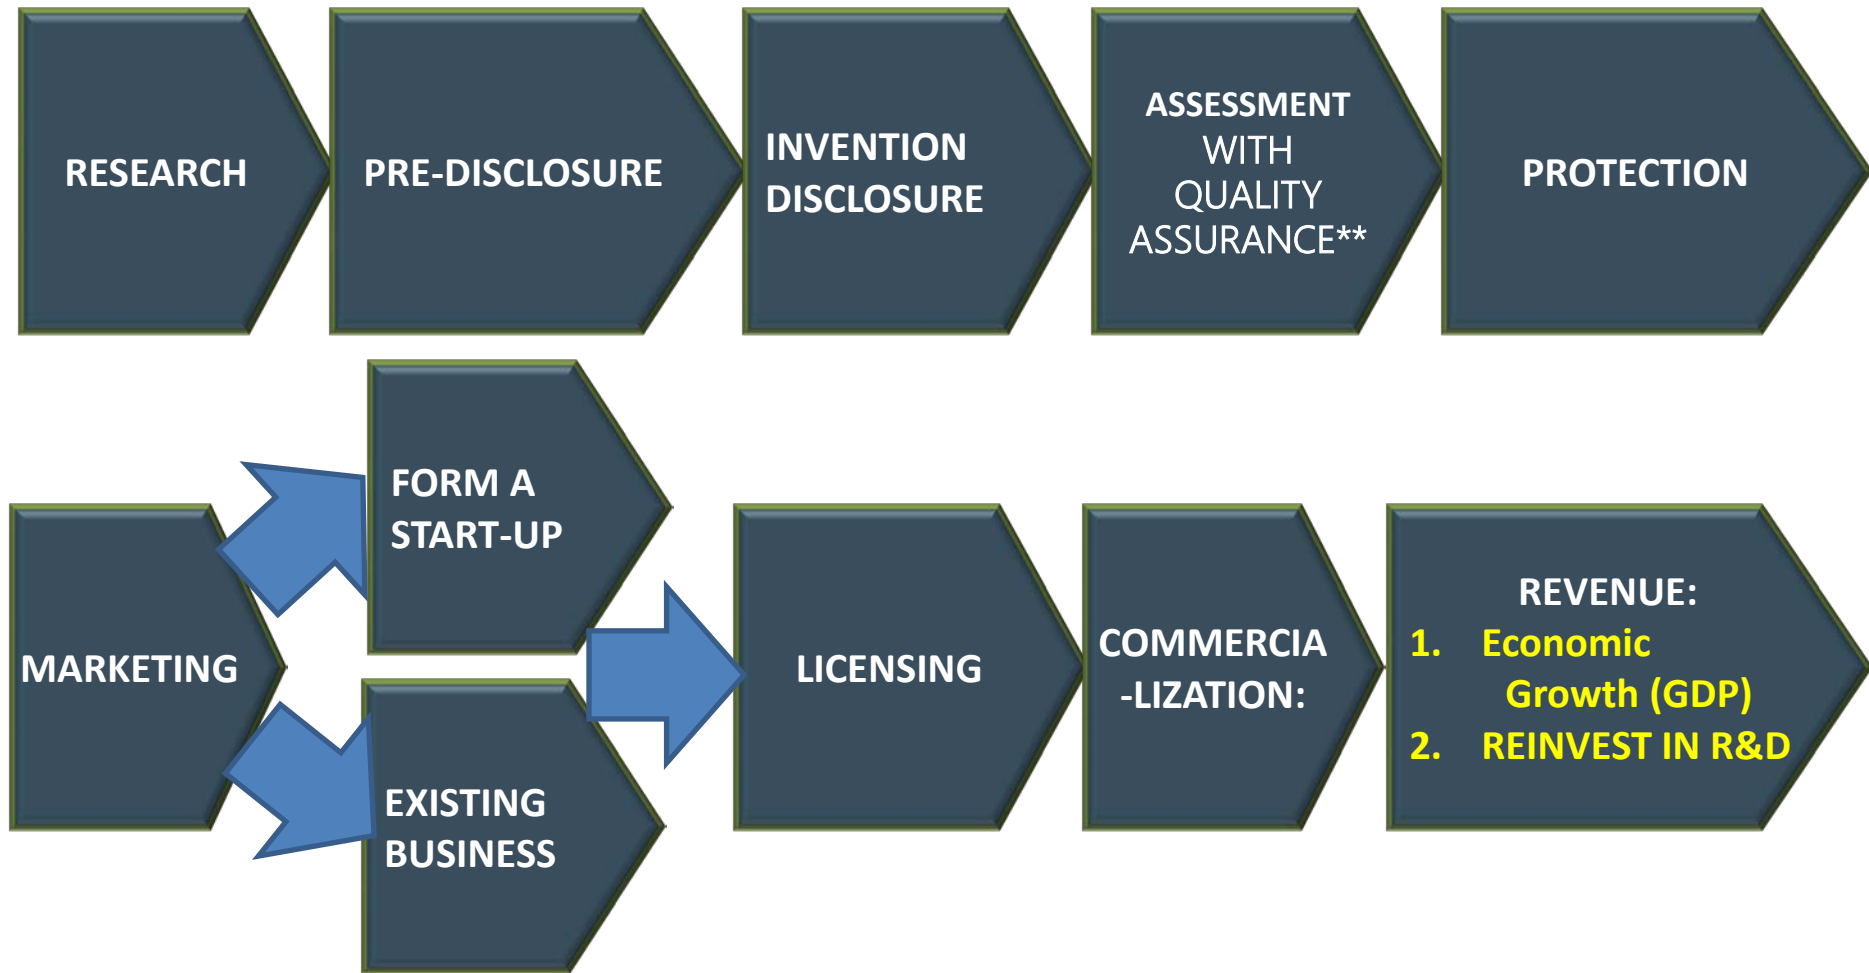 RESEARCH
PRE-DISCLOSURE
INVENTION
DISCLOSURE
ASSESSMENT
WITH
QUALITY
ASSURANCE**
PROTECTION
MARKETING
FORM A
START-UP
EXISTING
BUSINESS
LICENSING
COMMERCIA
-LIZATION:
REVENUE:
1. Economic
Growth (GDP)
2. REINVEST IN R&D